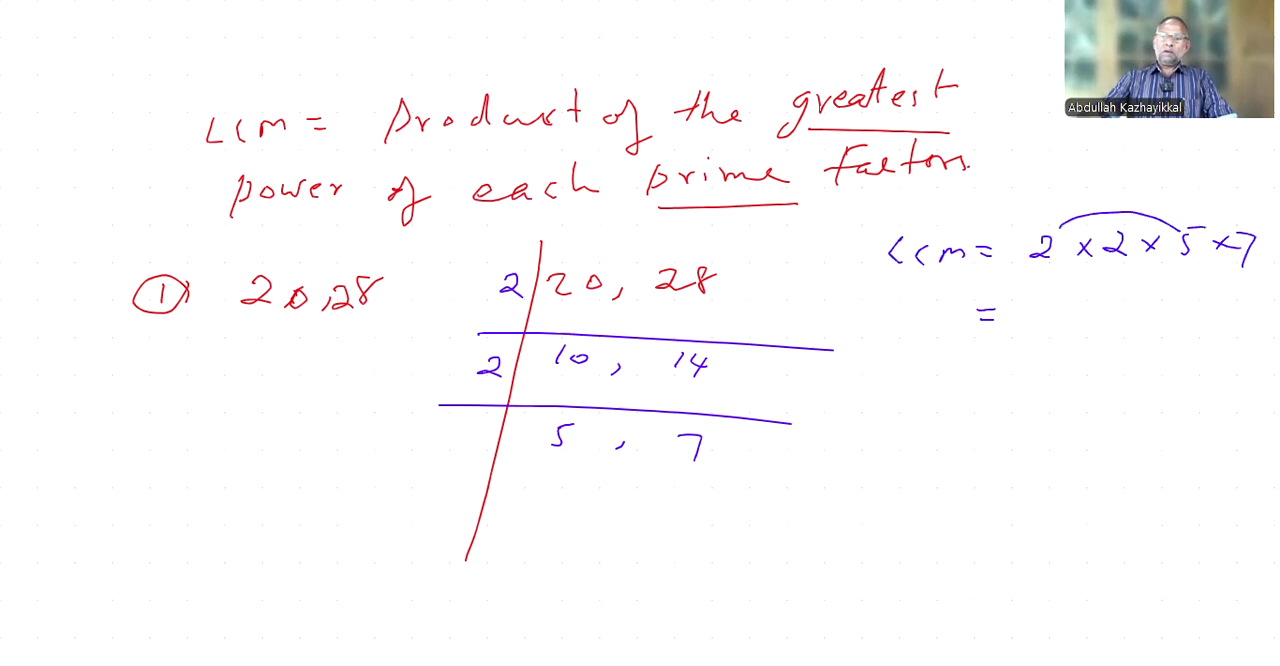 Abdullah Kazhayikkal
LCM = Product of the greatest
power of each prime factors.
LCM = 2 × 2 × 5 × 7
=
① 20, 28
2 | 20, 28
2 | 10, 14
5, 7